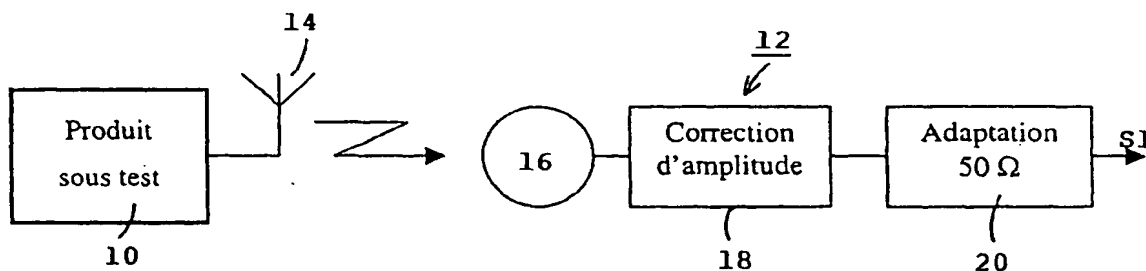 14
12
Produit
sous test
16
Correction
d'amplitude
Adaptation
50 Ω
S1
10
18
20